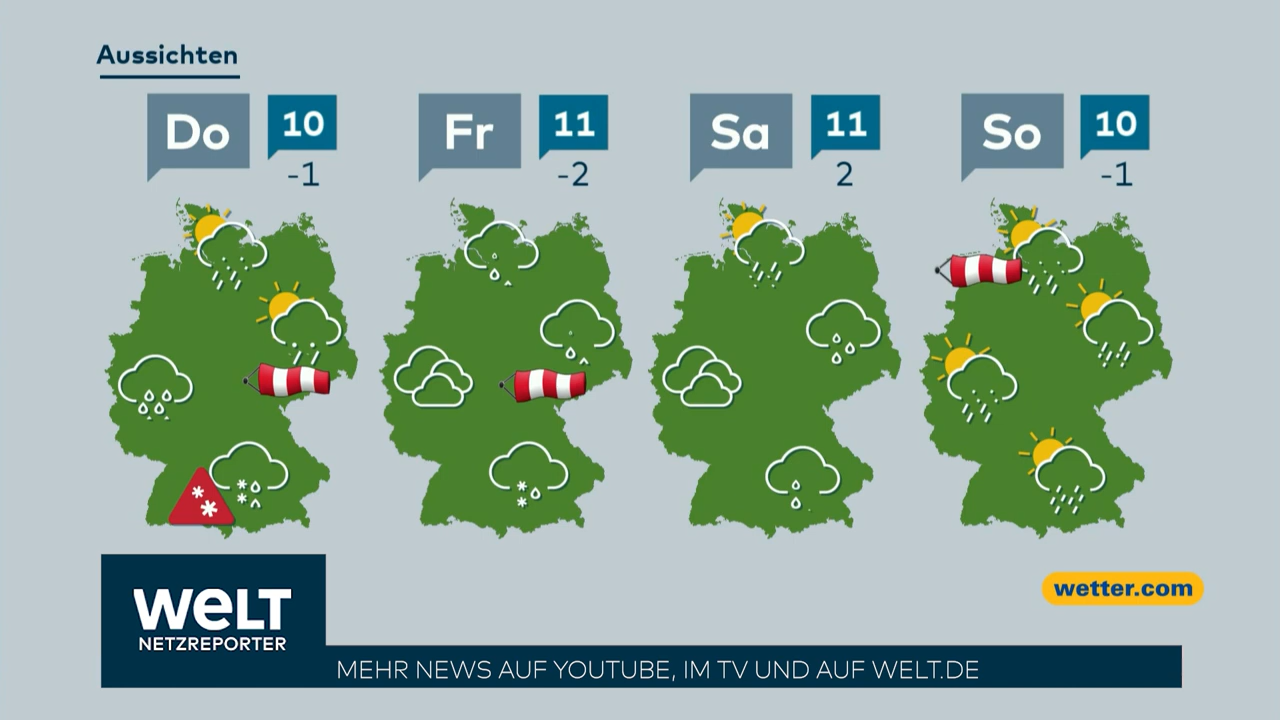 Aussichten
Do 10 -1
Fr 11 -2
Sa 11 2
So 10 -1
wetter.com
WELT
NETZREPORTER
MEHR NEWS AUF YOUTUBE, IM TV UND AUF WELT.DE